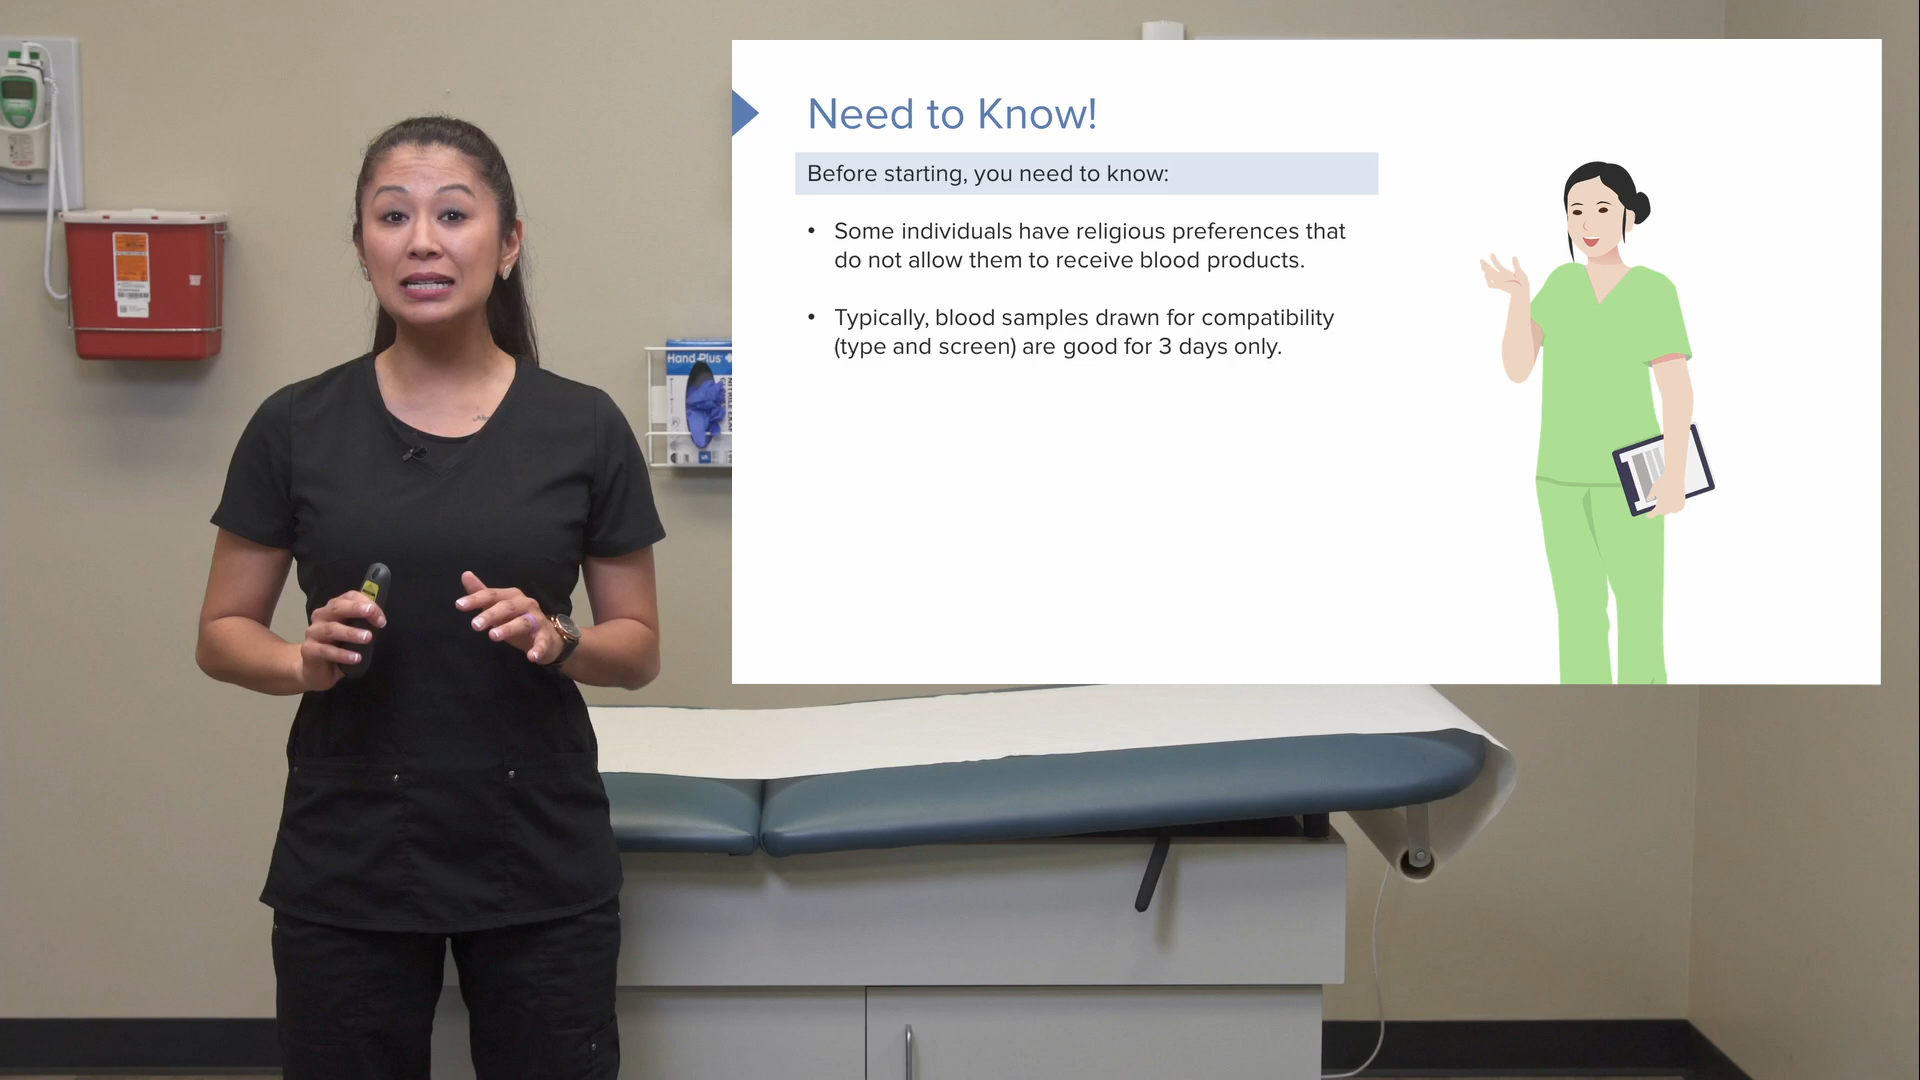 Need to Know!
Before starting, you need to know:
• Some individuals have religious preferences that
do not allow them to receive blood products.
• Typically, blood samples drawn for compatibility
(type and screen) are good for 3 days only.
Hand Plus